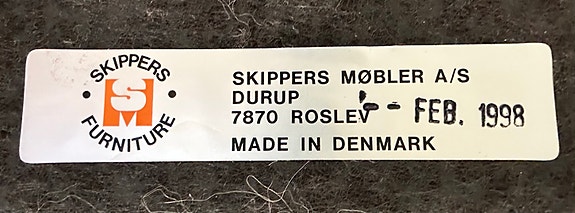 SKIPPERS
SM
FURNITURE
SKIPPERS MØBLER A/S
DURUP
7870 ROSLEV
FEB. 1998
MADE IN DENMARK